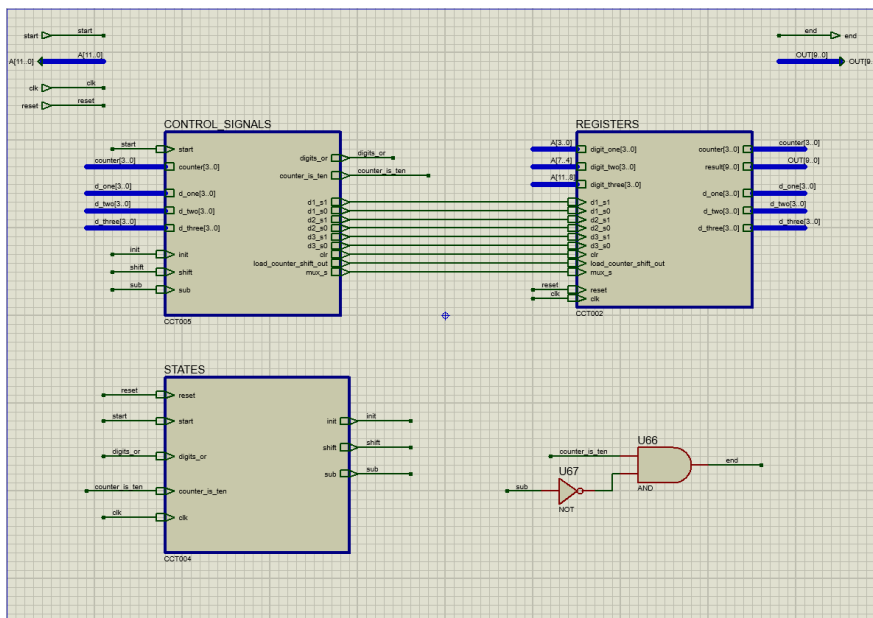 start
start
end
end
A[11..0]
A[11..0]
OUT[9..0]
OUT[9.
clk
clk
reset
reset
CONTROL_SIGNALS
start
start
counter[3..0]
counter[3..0]
d_one[3..0]
d_one[3..0]
d_two[3..0]
d_two[3..0]
d_three[3..0]
d_three[3..0]
init
init
shift
shift
sub
sub
digits_or
digits_or
counter_is_ten
counter_is_ten
d1_s1
d1_s0
d2_s1
d2_s0
d3_s1
d3_s0
clr
load_counter_shift_out
mux_s
CCT005
REGISTERS
A[3..0]
digit_one[3..0]
A[7..4]
digit_two[3..0]
A[11..8]
digit_three[3..0]
d1_s1
d1_s0
d2_s1
d2_s0
d3_s1
d3_s0
clr
load_counter_shift_out
mux_s
reset
reset
clk
clk
counter[3..0]
counter[3..0]
result[9..0]
OUT[9..0]
d_one[3..0]
d_one[3..0]
d_two[3..0]
d_two[3..0]
d_three[3..0]
d_three[3..0]
CCT002
STATES
reset
reset
start
start
digits_or
digits_or
counter_is_ten
counter_is_ten
clk
clk
init
init
shift
shift
sub
sub
CCT004
U66
counter_is_ten
end
AND
U67
sub
NOT